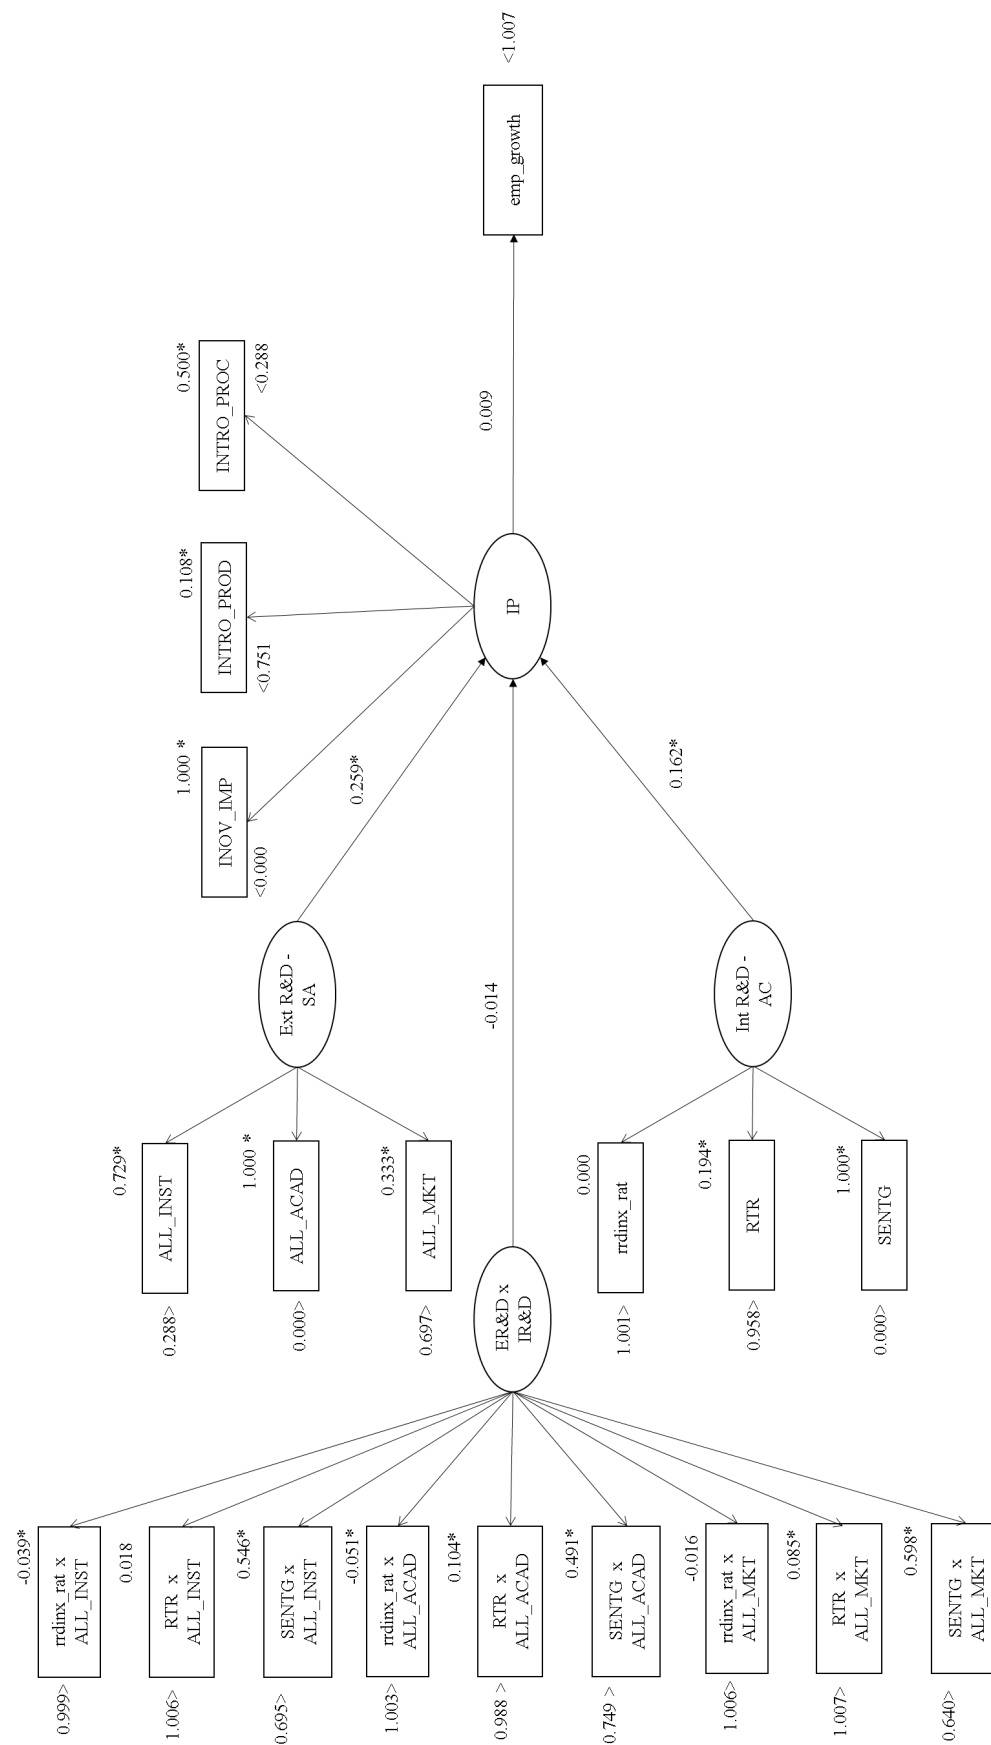 -0.039*
rrdinx_rat x
ALL_INST
0.999>
0.018
RTR x
ALL_INST
1.006>
0.546*
SENTG x
ALL_INST
0.695>
-0.051*
rrdinx_rat x
ALL_ACAD
1.003>
0.104*
RTR x
ALL_ACAD
0.988 >
0.491*
SENTG x
ALL_ACAD
0.749 >
-0.016
rrdinx_rat x
ALL_MKT
1.006>
0.085*
RTR x
ALL_MKT
1.007>
0.598*
SENTG x
ALL_MKT
0.640>
ER&D x
IR&D
0.729*
ALL_INST
0.288>
1.000 *
ALL_ACAD
0.000>
0.333*
ALL_MKT
0.697>
0.000
rrdinx_rat
1.001>
0.194*
RTR
0.958>
1.000*
SENTG
0.000>
Ext R&D -
SA
Int R&D -
AC
0.259*
-0.014
0.162*
1.000 *
INOV_IMP
<0.000
0.108*
INTRO_PROD
<0.751
0.500*
INTRO_PROC
<0.288
IP
0.009
emp_growth
<1.007